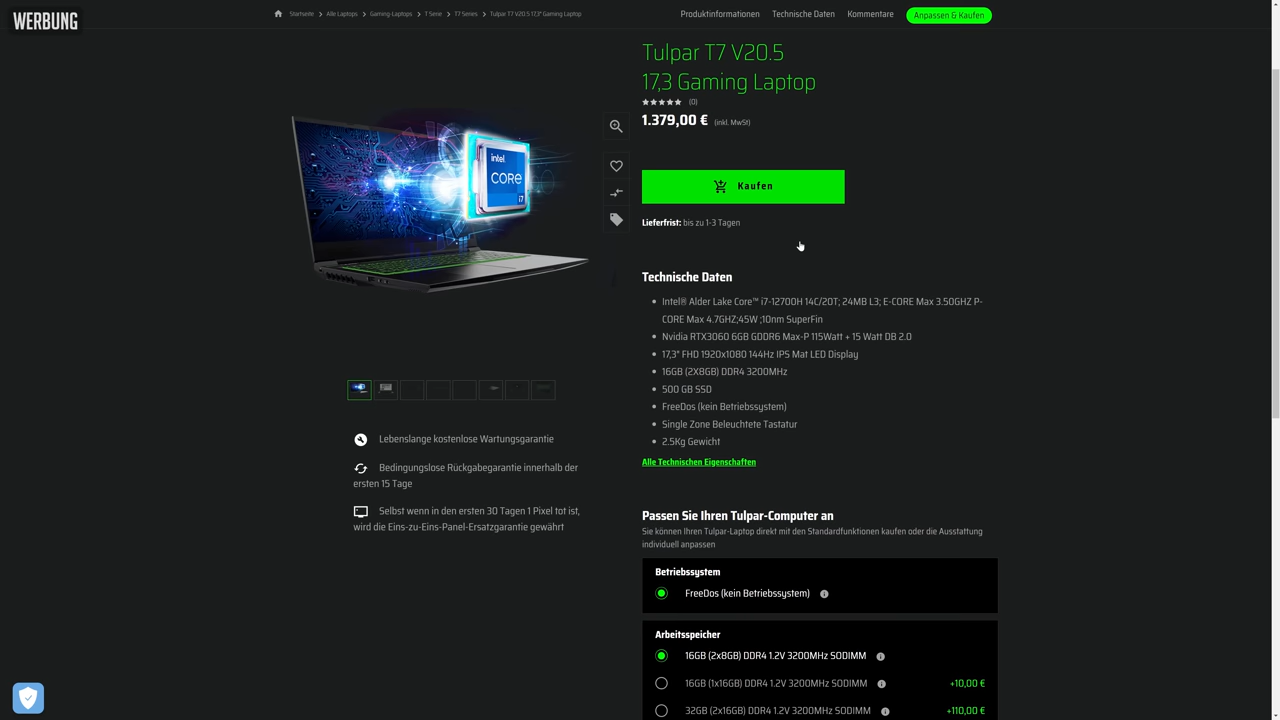 WERBUNG
Startseite
Alle Laptops
Gaming-Laptops
T Serie
T7 Series
Tulpar T7 V20.5 17,3" Gaming Laptop
Produktinformationen
Technische Daten
Kommentare
Anpassen & Kaufen
Tulpar T7 V20.5
17,3 Gaming Laptop
(0)
1.379,00 € (inkl. MwSt)
Kaufen
Lieferfrist: bis zu 1-3 Tagen
intel.
CORE
i7
Technische Daten
Intel® Alder Lake Core™ i7-12700H 14C/20T; 24MB L3; E-CORE Max 3.50GHZ P-
CORE Max 4.7GHZ;45W ;10nm SuperFin
Nvidia RTX3060 6GB GDDR6 Max-P 115Watt + 15 Watt DB 2.0
17,3" FHD 1920x1080 144Hz IPS Mat LED Display
16GB (2X8GB) DDR4 3200MHz
500 GB SSD
FreeDos (kein Betriebssystem)
Single Zone Beleuchtete Tastatur
2.5Kg Gewicht
Alle Technischen Eigenschaften
Lebenslange kostenlose Wartungsgarantie
Bedingungslose Rückgabegarantie innerhalb der
ersten 15 Tage
Selbst wenn in den ersten 30 Tagen 1 Pixel tot ist,
wird die Eins-zu-Eins-Panel-Ersatzgarantie gewährt
Passen Sie Ihren Tulpar-Computer an
Sie können Ihren Tulpar-Laptop direkt mit den Standardfunktionen kaufen oder die Ausstattung
individuell anpassen
Betriebssystem
FreeDos (kein Betriebssystem)
Arbeitsspeicher
16GB (2x8GB) DDR4 1.2V 3200MHz SODIMM
16GB (1x16GB) DDR4 1.2V 3200MHz SODIMM +10,00 €
32GB (2x16GB) DDR4 1.2V 3200MHz SODIMM +110,00 €